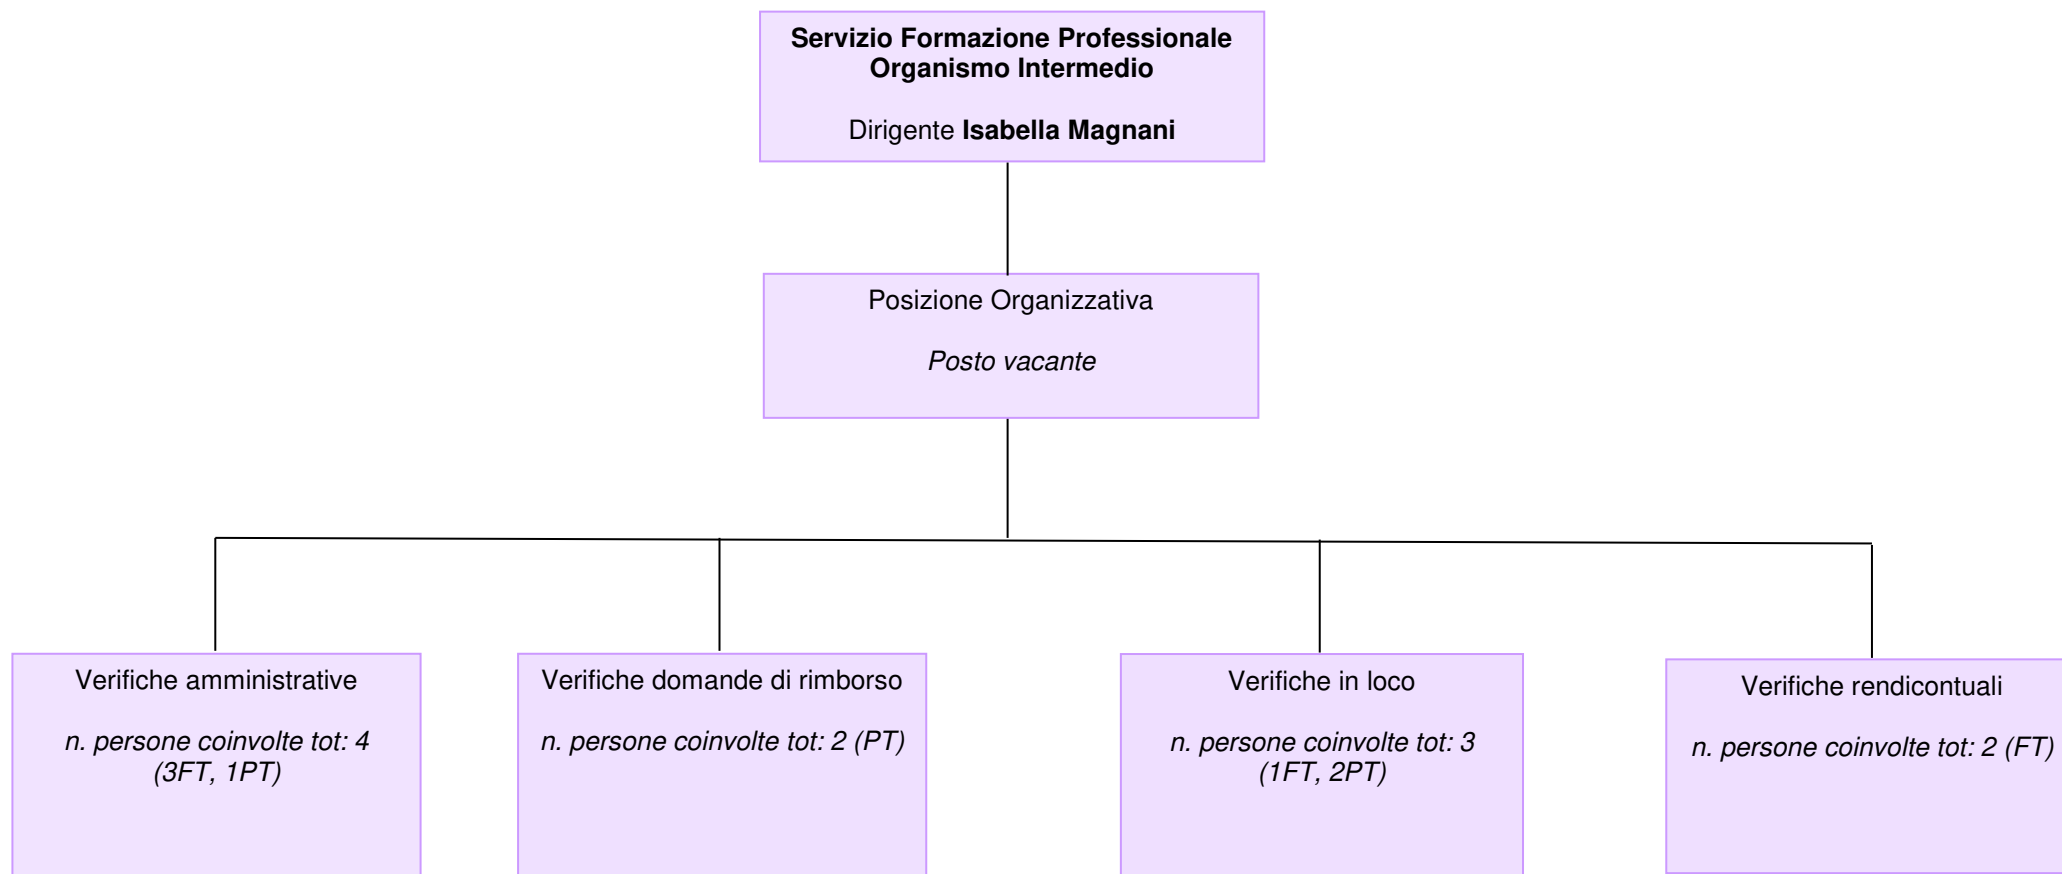 Servizio Formazione Professionale
Organismo Intermedio
Dirigente Isabella Magnani
Posizione Organizzativa
Posto vacante
Verifiche amministrative
n. persone coinvolte tot: 4
(3FT, 1PT)
Verifiche domande di rimborso
n. persone coinvolte tot: 2 (PT)
Verifiche in loco
n. persone coinvolte tot: 3
(1FT, 2PT)
Verifiche rendicontuali
n. persone coinvolte tot: 2 (FT)